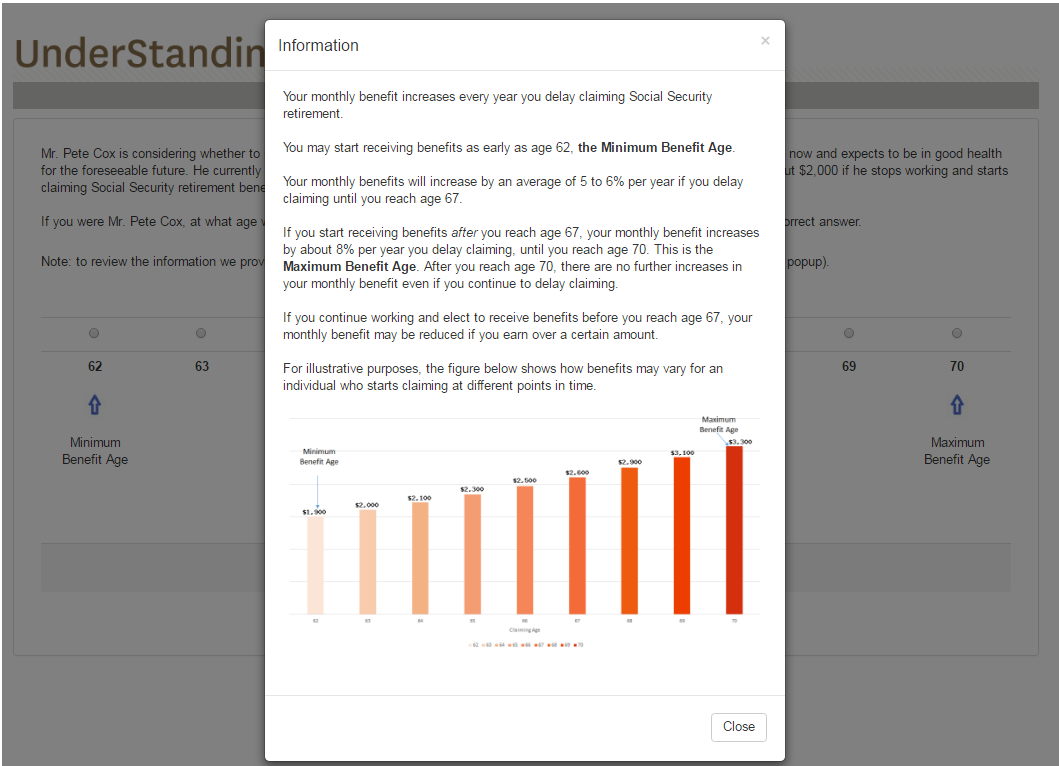 UnderStandin
Information
×
Your monthly benefit increases every year you delay claiming Social Security
retirement.
You may start receiving benefits as early as age 62, the Minimum Benefit Age.
Your monthly benefits will increase by an average of 5 to 6% per year if you delay
claiming until you reach age 67.
If you start receiving benefits after you reach age 67, your monthly benefit increases
by about 8% per year you delay claiming, until you reach age 70. This is the
Maximum Benefit Age. After you reach age 70, there are no further increases in
your monthly benefit even if you continue to delay claiming.
If you continue working and elect to receive benefits before you reach age 67, your
monthly benefit may be reduced if you earn over a certain amount.
For illustrative purposes, the figure below shows how benefits may vary for an
individual who starts claiming at different points in time.
Minimum
Benefit Age
Maximum
Benefit Age
$1,900 $2,000 $2,100 $2,300 $2,500 $2,600 $2,900 $3,100 $3,300
62 63 64 65 66 67 68 69 70
Claiming Age
62 63 64 65 66 67 68 69 70
Close
Mr. Pete Cox is considering whether to now and expects to be in good health
for the foreseeable future. He currently ut $2,000 if he stops working and starts
claiming Social Security retirement bene
If you were Mr. Pete Cox, at what age w orrect answer.
Note: to review the information we prov popup).
62 63 69 70
Minimum
Benefit Age
Maximum
Benefit Age